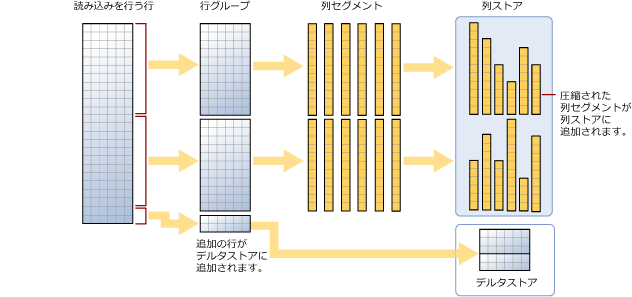 読み込みを行う行
行グループ
列セグメント
列ストア
圧縮された
列セグメントが
列ストアに
追加されます。
追加の行が
デルタストアに
追加されます。
デルタストア